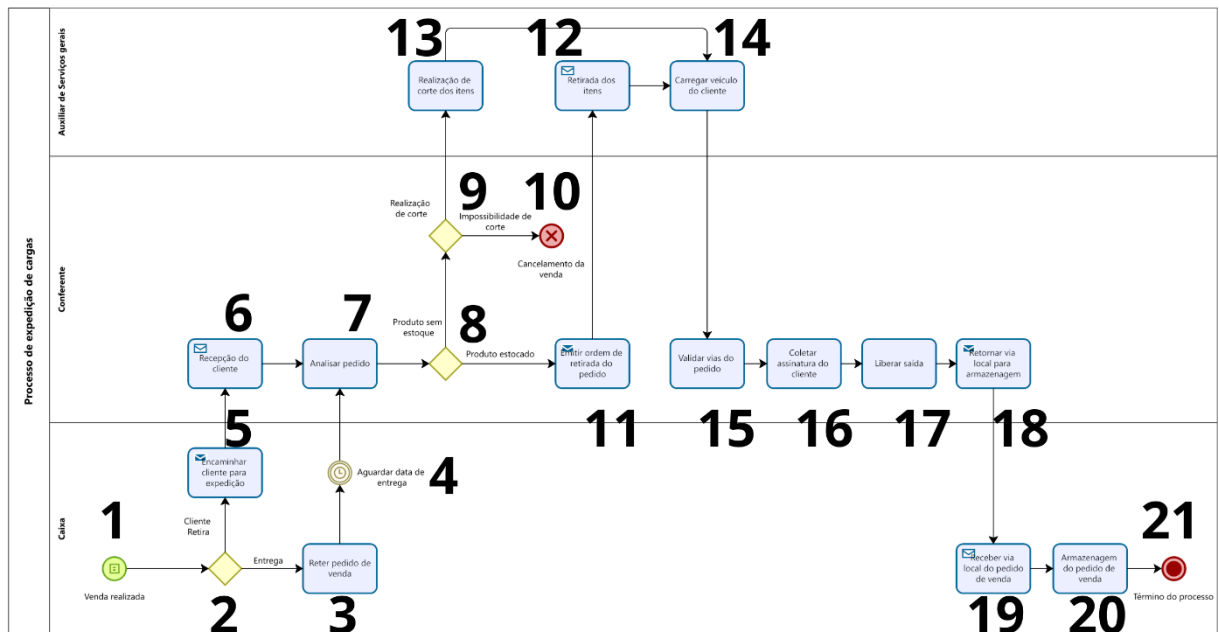 Processo de expedição de cargas
Auxiliar de Serviços gerais
13
12
14
Realização de
corte dos itens
Retirada dos
itens
Carregar veículo
do cliente
Conferente
9
10
Realização
de corte
Impossibilidade de
corte
Cancelamento da
venda
6
7
8
Produto sem
estoque
Produto estocado
Recepção do
cliente
Analisar pedido
Emitir ordem de
retirada do
pedido
Validar vias do
pedido
Coletar
assinatura do
cliente
Liberar saída
Retornar via
local para
armazenagem
5
11
15
16
17
18
Caixa
Encaminhar
cliente para
expedição
Aguardar data de
entrega
4
1
Cliente
Retira
Entrega
Venda realizada
2
Reter pedido de
venda
3
Receber via
local do pedido
de venda
19
Armazenagem
do pedido de
venda
20
21
Término do processo